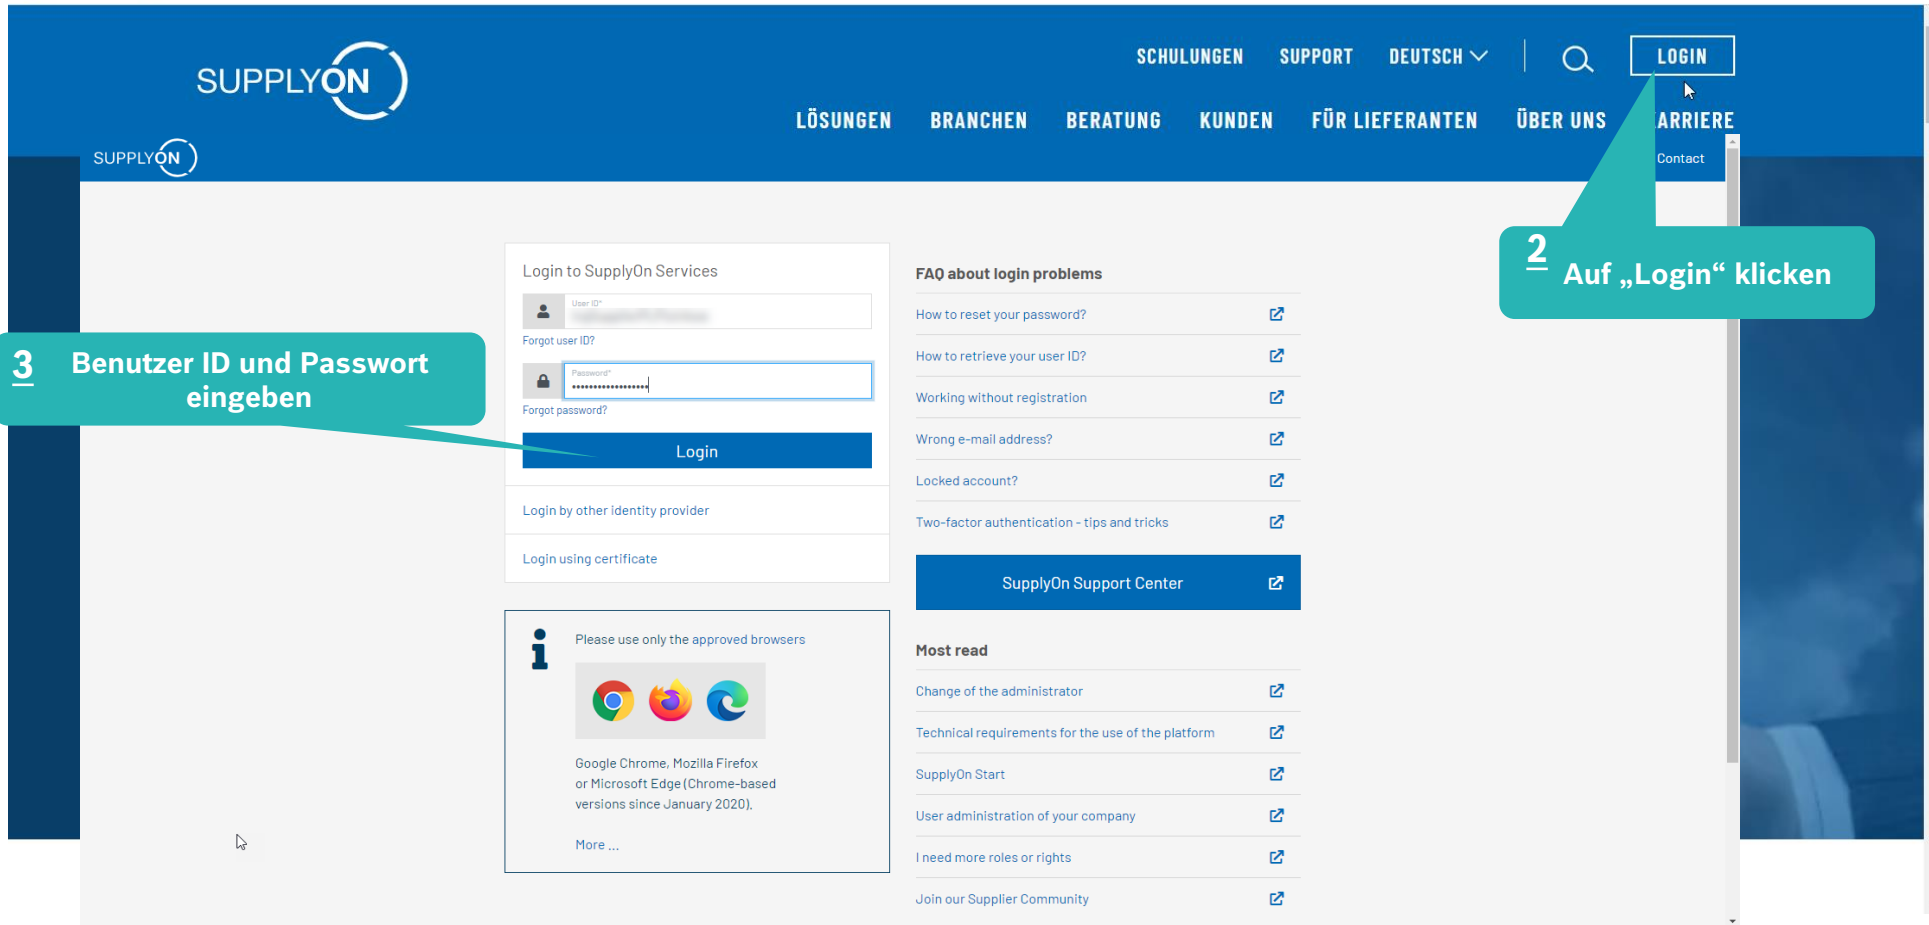 SUPPLYON
SCHULUNGEN
SUPPORT
DEUTSCH
LOGIN
LÖSUNGEN
BRANCHEN
BERATUNG
KUNDEN
FÜR LIEFERANTEN
ÜBER UNS
ARRIERE
SUPPLYON
Contact
2
Auf „Login“ klicken
3
Benutzer ID und Passwort
eingeben
Login to SupplyOn Services
User ID*
Forgot user ID?
Password*
Forgot password?
Login
Login by other identity provider
Login using certificate
Please use only the approved browsers
Google Chrome, Mozilla Firefox
or Microsoft Edge (Chrome-based
versions since January 2020).
More ...
FAQ about login problems
How to reset your password?
How to retrieve your user ID?
Working without registration
Wrong e-mail address?
Locked account?
Two-factor authentication - tips and tricks
SupplyOn Support Center
Most read
Change of the administrator
Technical requirements for the use of the platform
SupplyOn Start
User administration of your company
I need more roles or rights
Join our Supplier Community